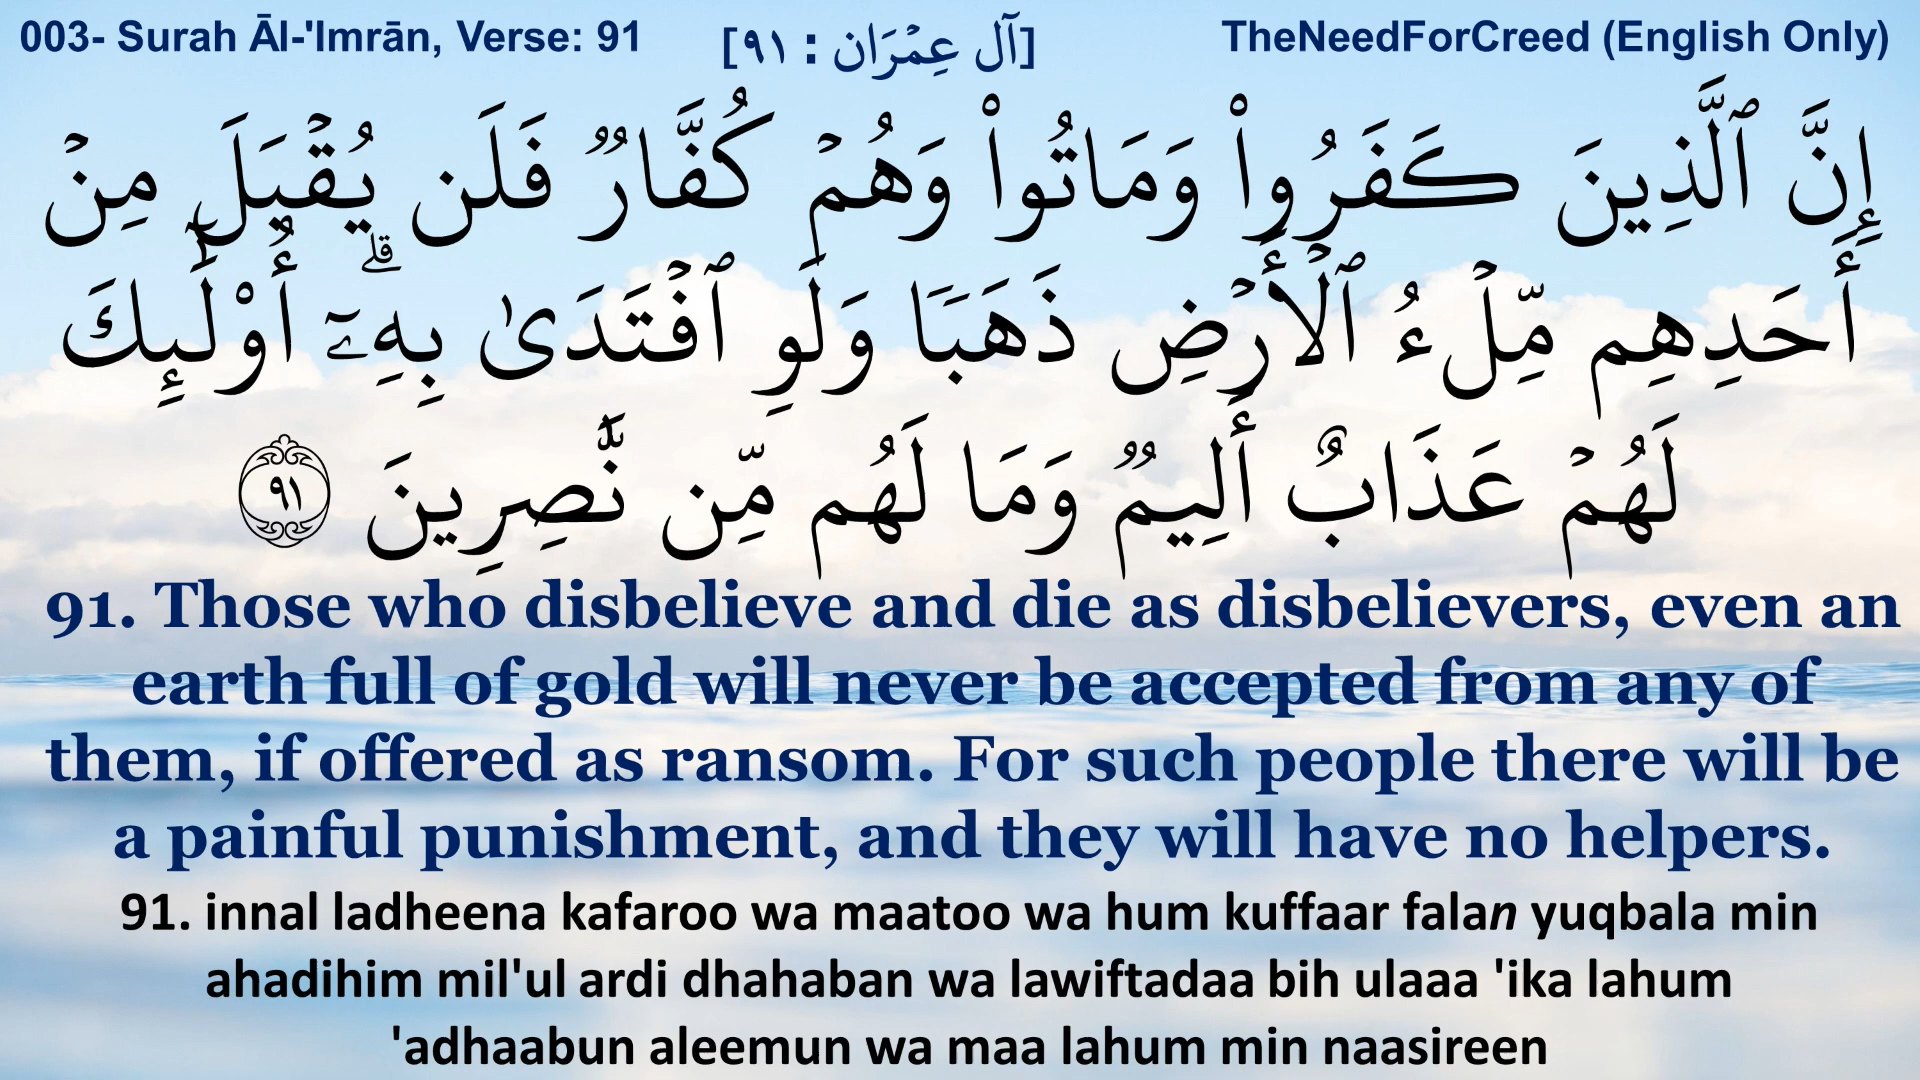 003- Surah Āl-'Imrān, Verse: 91
[آل عِمْرَان : ٩١]
TheNeedForCreed (English Only)
إِنَّ ٱلَّذِينَ كَفَرُوا۟ وَمَاتُوا۟ وَهُمۡ كُفَّارٌ فَلَن يُقۡبَلَ مِنۡ
أَحَدِهِم مِّلۡءُ ٱلۡأَرۡضِ ذَهَبًا وَلَوِ ٱفۡتَدَىٰ بِهِۦٓۗ أُو۟لَٰٓئِكَ
لَهُمۡ عَذَابٌ أَلِيمٌ وَمَا لَهُم مِّن نَّٰصِرِينَ ٩١
91. Those who disbelieve and die as disbelievers, even an
earth full of gold will never be accepted from any of
them, if offered as ransom. For such people there will be
a painful punishment, and they will have no helpers.
91. innal ladheena kafaroo wa maatoo wa hum kuffaar falan yuqbala min
ahadihim mil'ul ardi dhahaban wa lawiftadaa bih ulaaa 'ika lahum
'adhaabun aleemun wa maa lahum min naasireen